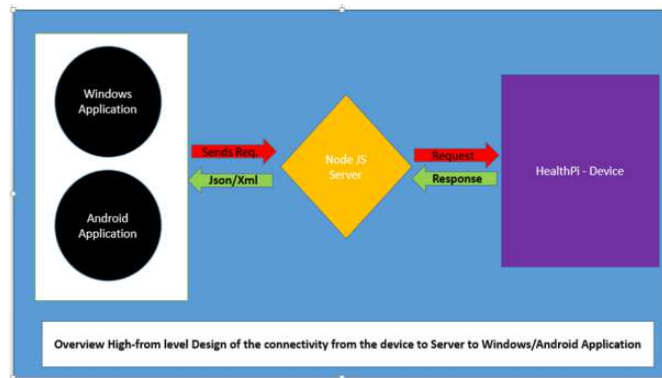 Windows
Application
Android
Application
Sends Req.
Json/Xml
Node JS
Server
Request
Response
HealthPi - Device
Overview High-from level Design of the connectivity from the device to Server to Windows/Android Application